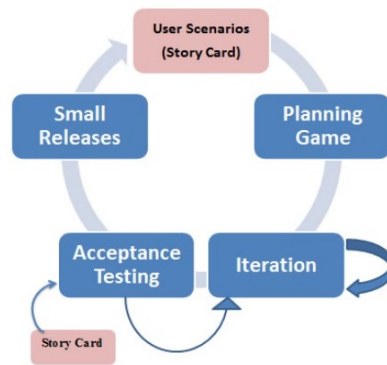 User Scenarios
(Story Card)
Small
Releases
Planning
Game
Acceptance
Testing
Iteration
Story Card